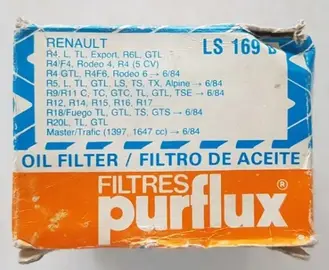 RENAULT LS 169 B
R4, L, TL, Export, R6L, GTL
R4 F4, Rodeo 4, R4 (5 CV)
R4 GTL, R4F6, Rodeo 6 → 6/84
R5, L, TL, GTL, LS, TS, TX, Alpine → 6/84
R9/R11 C, TC, GTC, TL, GTL, TSE → 6/84
R12, R14, R15, R16, R17
R18/Fuego TL, GTL, TS, GTS → 6/84
R20L, TL, GTL
Master/Trafic (1397, 1647 cc) → 6/84
OIL FILTER / FILTRO DE ACEITE
FILTRES
purflux ®